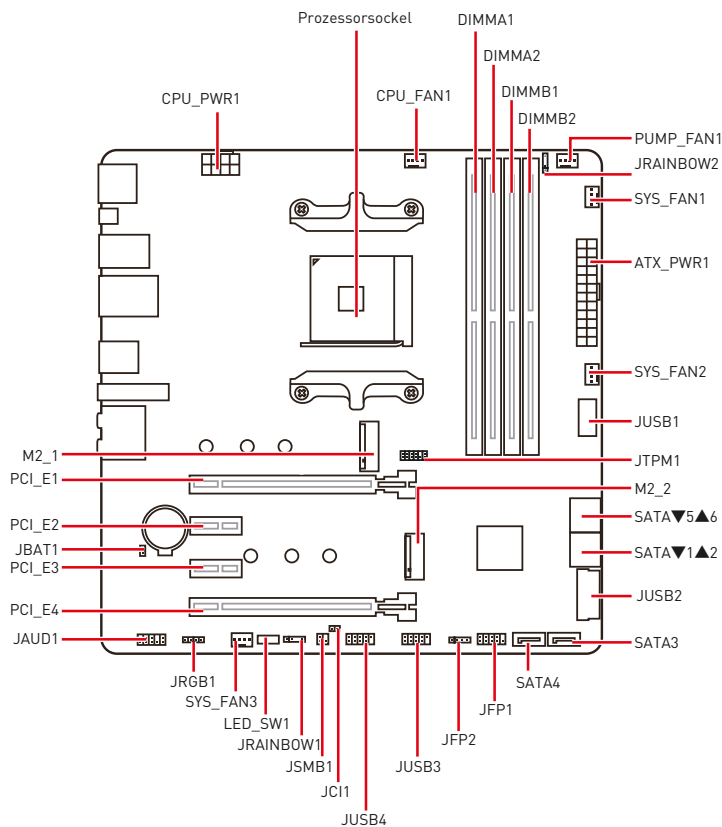 Prozessorsockel
DIMMA1
DIMMA2
CPU_PWR1
CPU_FAN1
DIMMB1
DIMMB2
PUMP_FAN1
JRAINBOW2
SYS_FAN1
ATX_PWR1
SYS_FAN2
JUSB1
M2_1
JTPM1
PCI_E1
M2_2
PCI_E2
SATA▼5▲6
JBAT1
SATA▼1▲2
PCI_E3
JUSB2
PCI_E4
JAUD1
SATA3
JRGB1
SATA4
SYS_FAN3
JFP1
LED_SW1
JRAINBOW1
JFP2
JSMB1
JUSB3
JCI1
JUSB4